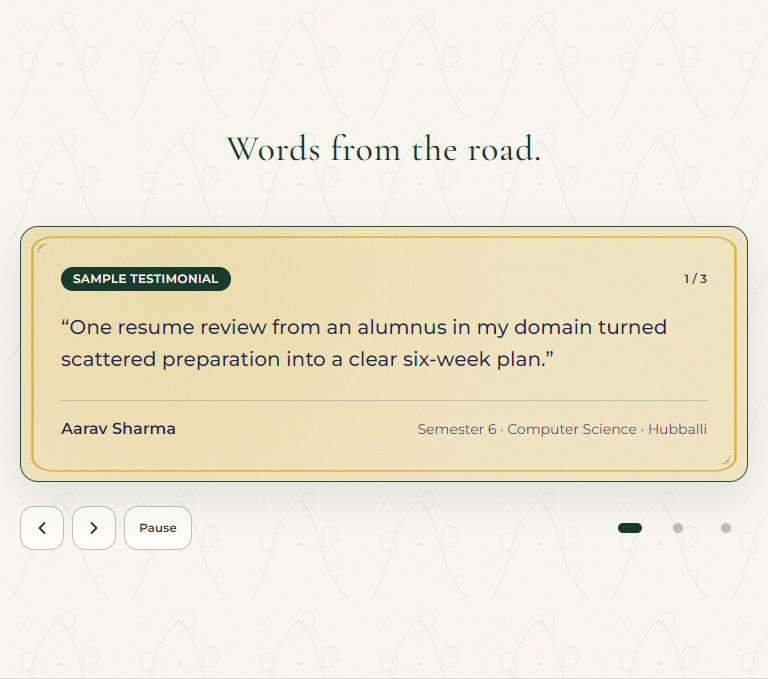 Words from the road.
SAMPLE TESTIMONIAL
1 / 3
“One resume review from an alumnus in my domain turned
scattered preparation into a clear six-week plan.”
Aarav Sharma
Semester 6 · Computer Science · Hubballi
Pause